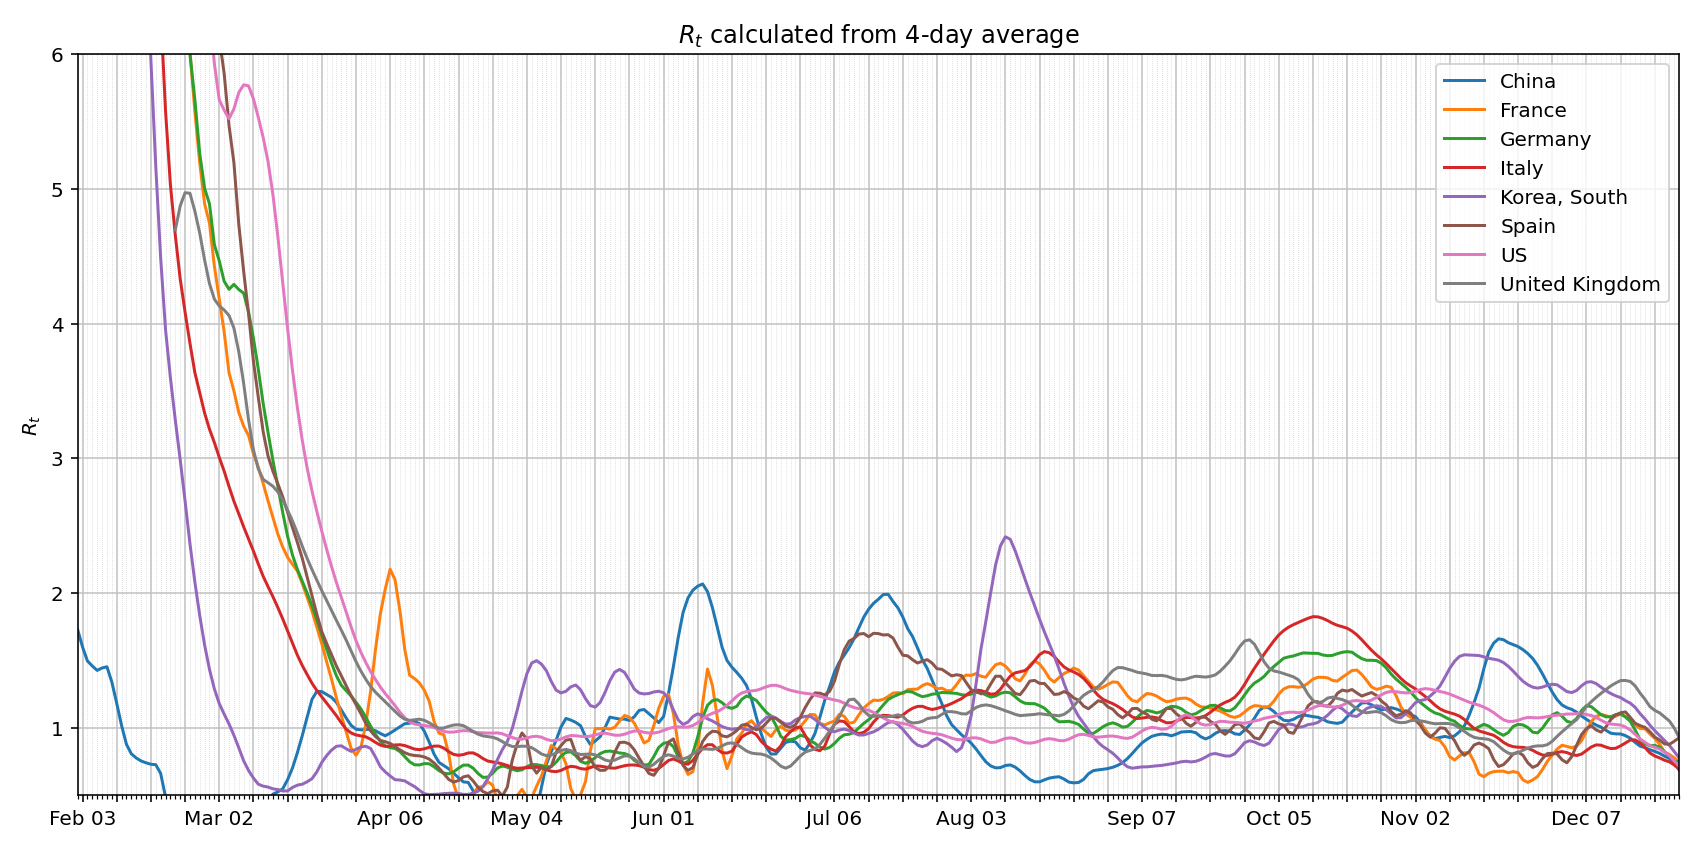 R_t calculated from 4-day average
6
5
4
3
2
1
R_t
China
France
Germany
Italy
Korea, South
Spain
US
United Kingdom
Feb 03 Mar 02 Apr 06 May 04 Jun 01 Jul 06 Aug 03 Sep 07 Oct 05 Nov 02 Dec 07